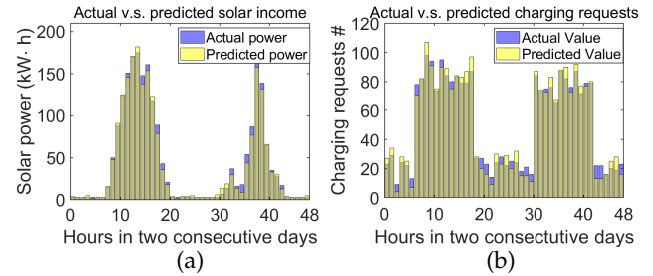 Actual v.s. predicted solar income
Solar power (kW· h)
200
150
100
50
0
Actual power
Predicted power
0 10 20 30 40 48
Hours in two consecutive days
(a)
Actual v.s. predicted charging requests
Charging requests #
120
100
80
60
40
20
0
Actual Value
Predicted Value
0 10 20 30 40 48
Hours in two consecutive days
(b)